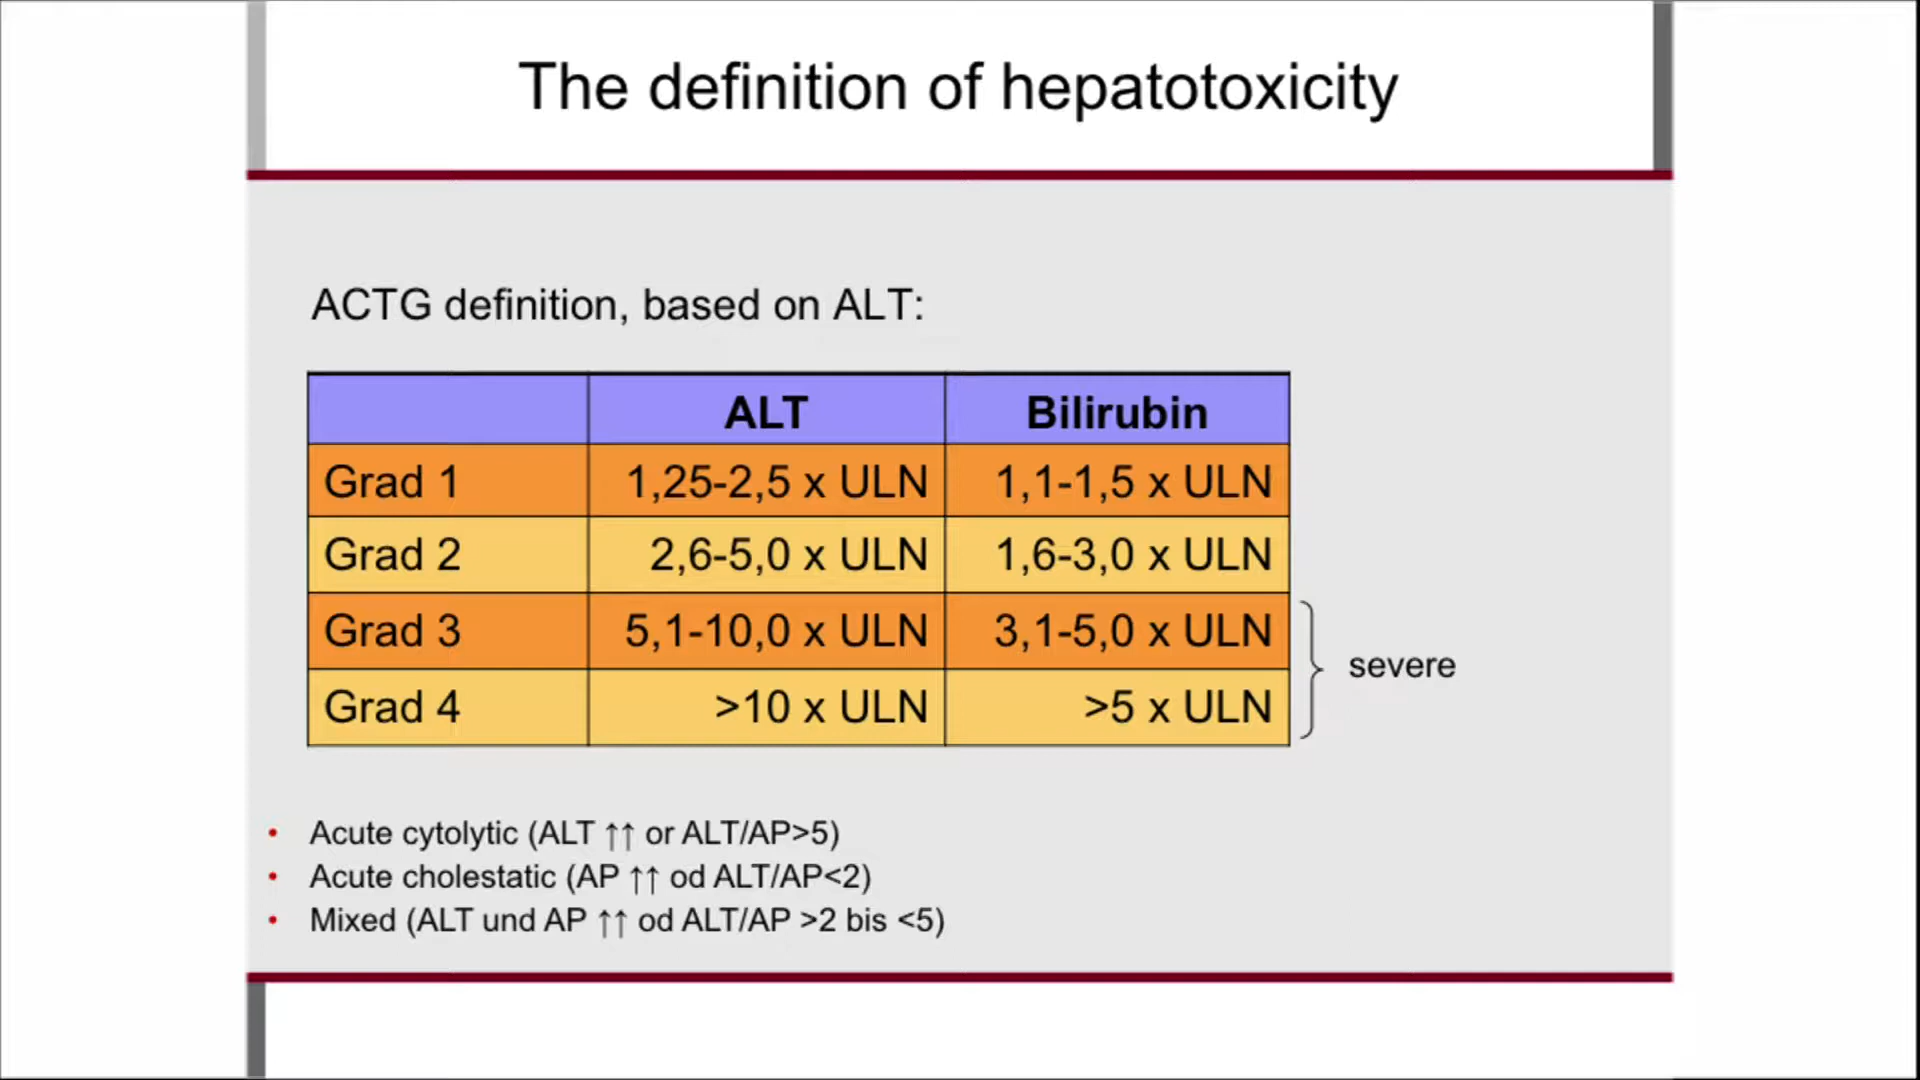 The definition of hepatotoxicity
ACTG definition, based on ALT:
ALT Bilirubin
Grad 1 1,25-2,5 x ULN 1,1-1,5 x ULN
Grad 2 2,6-5,0 x ULN 1,6-3,0 x ULN
Grad 3 5,1-10,0 x ULN 3,1-5,0 x ULN
severe
Grad 4 >10 x ULN >5 x ULN
• Acute cytolytic (ALT ↑↑ or ALT/AP>5)
• Acute cholestatic (AP ↑↑ od ALT/AP<2)
• Mixed (ALT und AP ↑↑ od ALT/AP >2 bis <5)